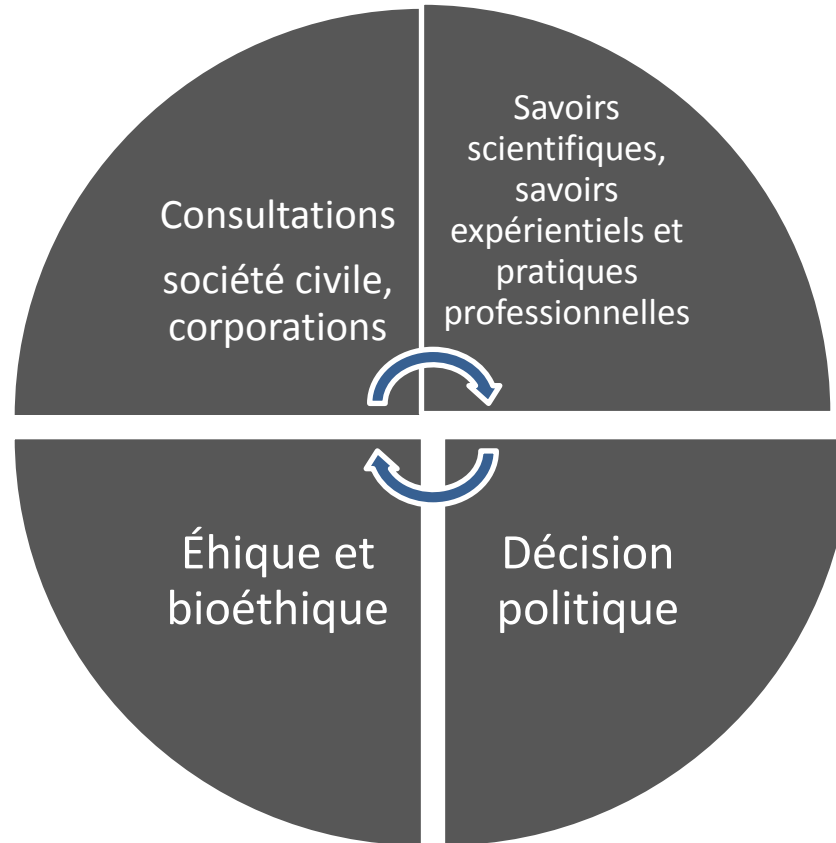 Consultations
société civile,
corporations
Savoirs
scientifiques,
savoirs
expérientiels et
pratiques
professionnelles
Éhique et
bioéthique
Décision
politique